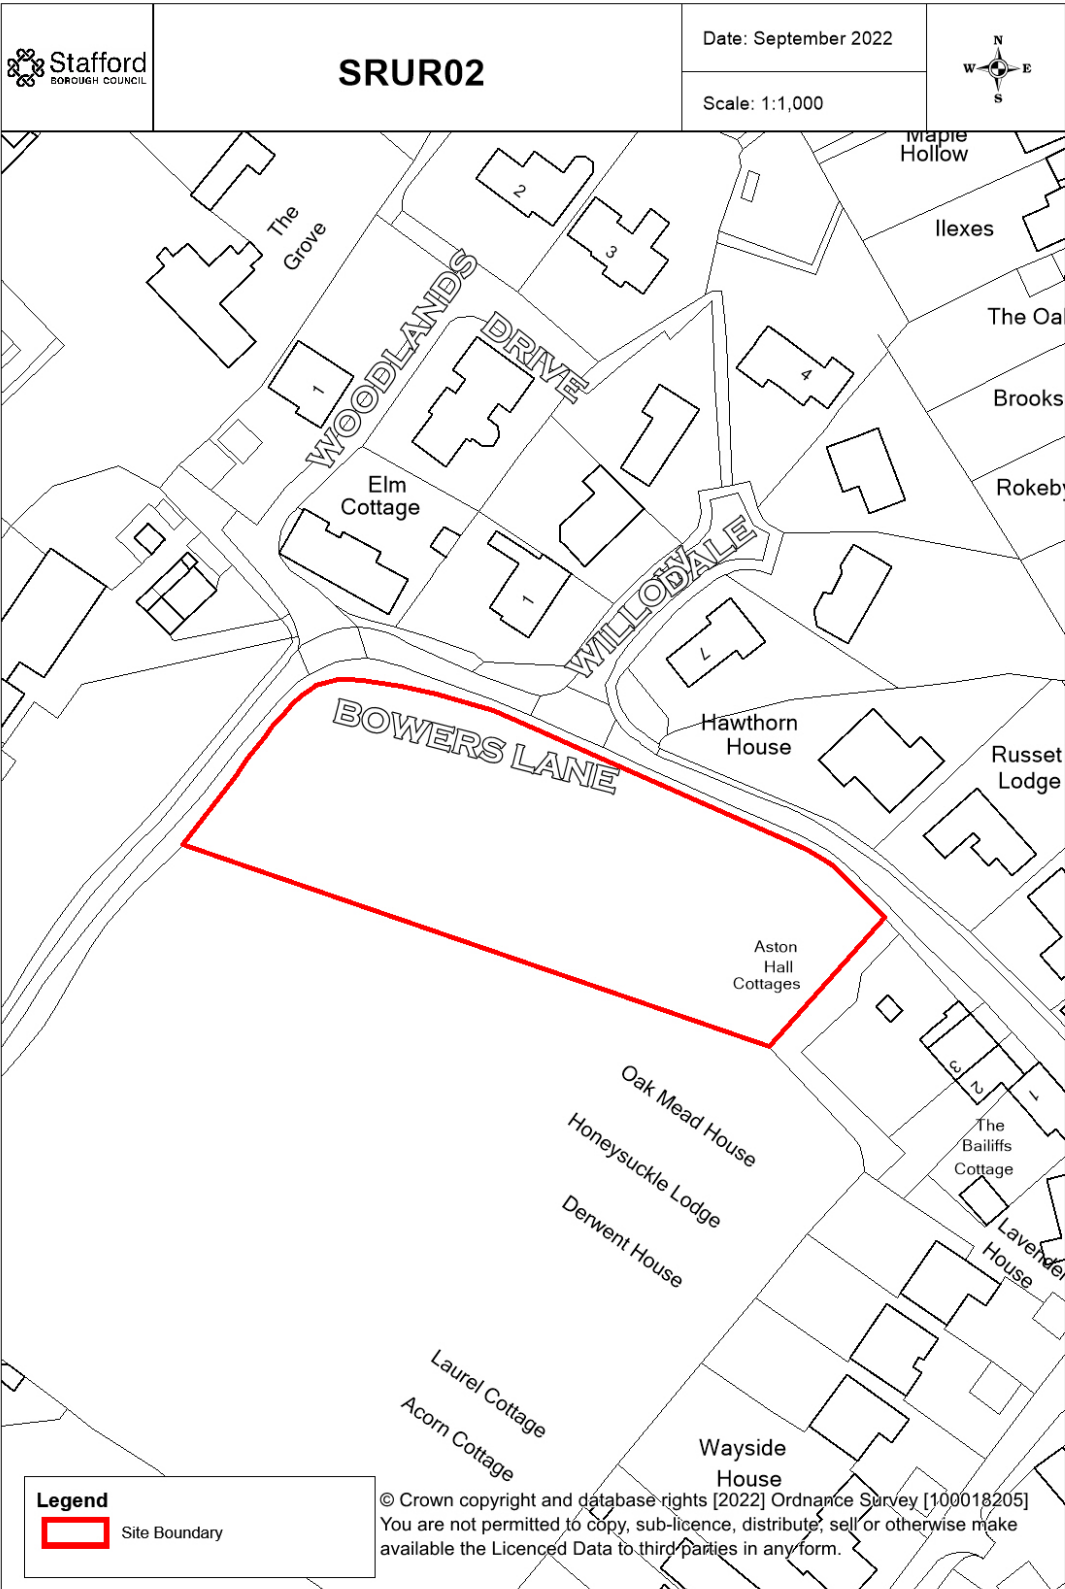 Stafford
BOROUGH COUNCIL
SRUR02
Date: September 2022
Scale: 1:1,000
N
W E
S
Maple
Hollow
Ilexes
The Oa
Brooks
Rokeby
The
Grove
2
3
4
1
WOODLANDS
DRIVE
Elm
Cottage
1
WILLODALE
7
Hawthorn
House
Russet
Lodge
BOWERS LANE
Aston
Hall
Cottages
3
2
1
The
Bailiffs
Cottage
Lavender
House
Oak Mead House
Honeysuckle Lodge
Derwent House
Laurel Cottage
Acorn Cottage
Wayside
House
Legend
Site Boundary
© Crown copyright and database rights [2022] Ordnance Survey [100018205]
You are not permitted to copy, sub-licence, distribute, sell or otherwise make
available the Licenced Data to third parties in any form.